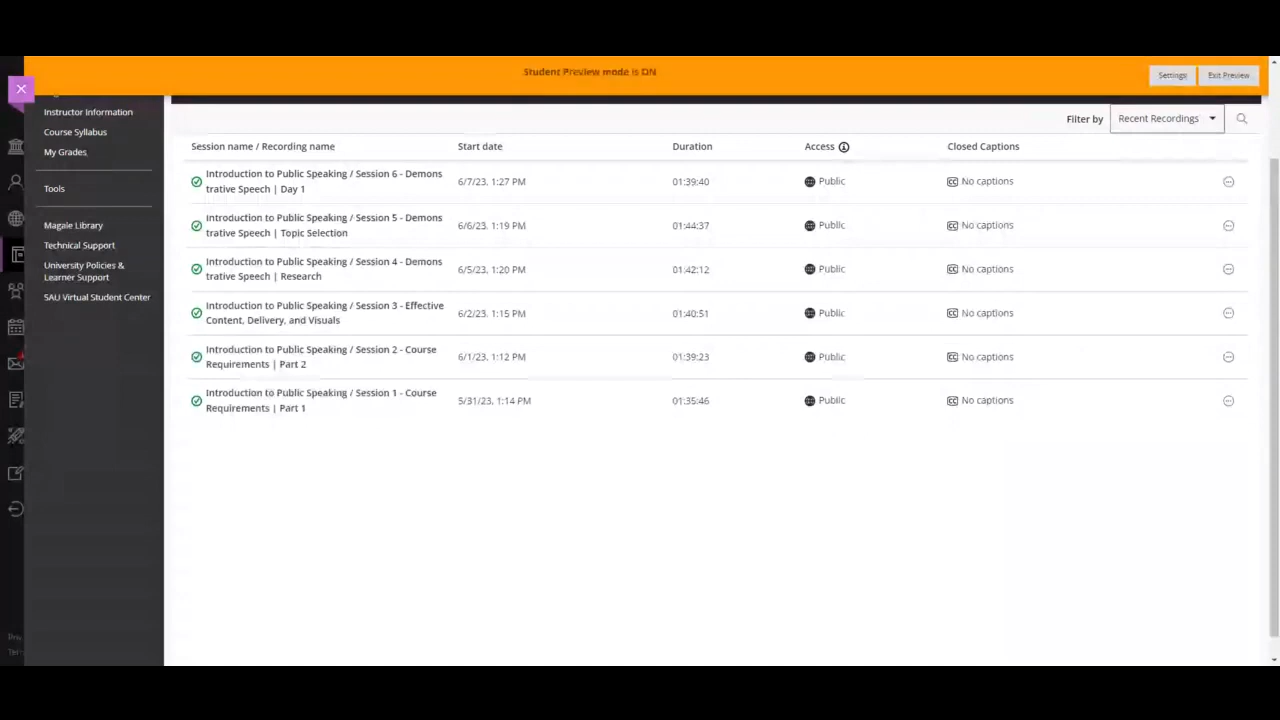 Student Preview mode is ON
Settings
Exit Preview
Instructor Information
Course Syllabus
My Grades
Tools
Magale Library
Technical Support
University Policies &
Learner Support
SAU Virtual Student Center
Filter by
Recent Recordings
Session name / Recording name
Start date
Duration
Access
Closed Captions
Introduction to Public Speaking / Session 6 - Demons
trative Speech | Day 1
6/7/23, 1:27 PM
01:39:40
Public
CC No captions
Introduction to Public Speaking / Session 5 - Demons
trative Speech | Topic Selection
6/6/23, 1:19 PM
01:44:37
Public
CC No captions
Introduction to Public Speaking / Session 4 - Demons
trative Speech | Research
6/5/23, 1:20 PM
01:42:12
Public
CC No captions
Introduction to Public Speaking / Session 3 - Effective
Content, Delivery, and Visuals
6/2/23, 1:15 PM
01:40:51
Public
CC No captions
Introduction to Public Speaking / Session 2 - Course
Requirements | Part 2
6/1/23, 1:12 PM
01:39:23
Public
CC No captions
Introduction to Public Speaking / Session 1 - Course
Requirements | Part 1
5/31/23, 1:14 PM
01:35:46
Public
CC No captions